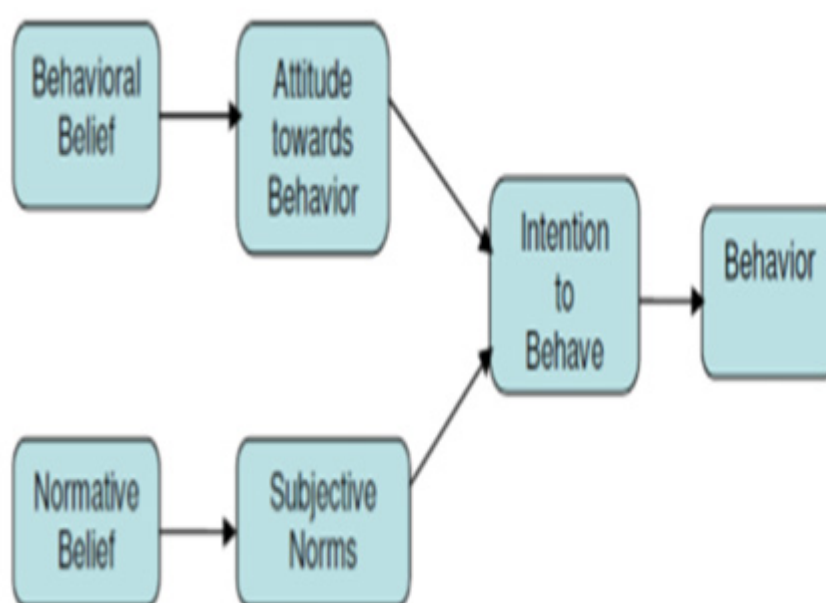 Behavioral
Belief
Attitude
towards
Behavior
Intention
to
Behave
Behavior
Normative
Belief
Subjective
Norms